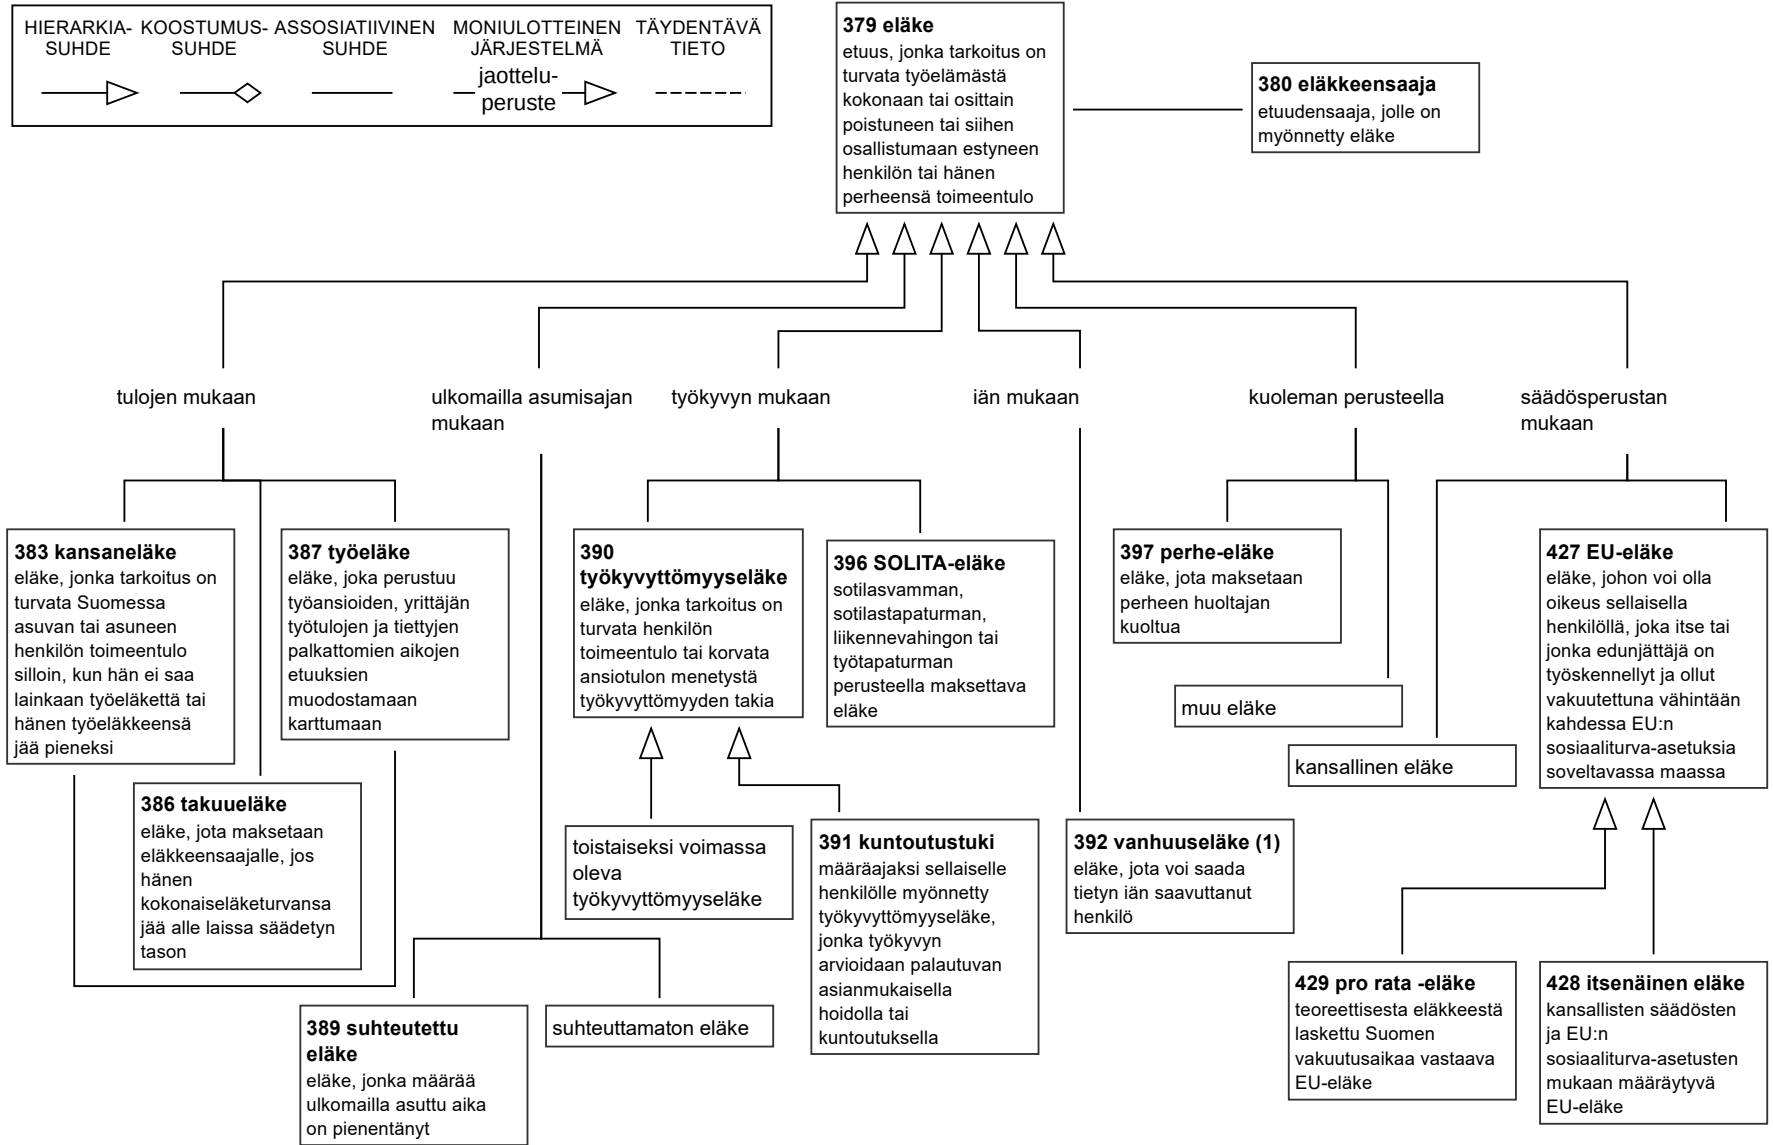 HIERARKIA-
SUHDE
KOOSTUMUS-
SUHDE
ASSOSIATIIVINEN
SUHDE
MONIULOTTEINEN
JÄRJESTELMÄ
jaottelu-
peruste
TÄYDENTÄVÄ
TIETO
379 eläke
etuus, jonka tarkoitus on
turvata työelämästä
kokonaan tai osittain
poistuneen tai siihen
osallistumaan estyneen
henkilön tai hänen
perheensä toimeentulo
380 eläkkeensaaja
etuudensaaja, jolle on
myönnetty eläke
tulojen mukaan
ulkomailla asumisajan
mukaan
työkyvyn mukaan
iän mukaan
kuoleman perusteella
säädösperustan
mukaan
383 kansaneläke
eläke, jonka tarkoitus on
turvata Suomessa
asuvan tai asuneen
henkilön toimeentulo
silloin, kun hän ei saa
lainkaan työeläkettä tai
hänen työeläkkeensä
jää pieneksi
387 työeläke
eläke, joka perustuu
työansioiden, yrittäjän
työtulojen ja tiettyjen
palkattomien aikojen
etuuksien
muodostamaan
karttumaan
390
työkyvyttömyyseläke
eläke, jonka tarkoitus on
turvata henkilön
toimeentulo tai korvata
ansiotulon menetystä
työkyvyttömyyden takia
396 SOLITA-eläke
sotilasvamman,
sotilastapaturman,
liikennevahingon tai
työtapaturman
perusteella maksettava
eläke
397 perhe-eläke
eläke, jota maksetaan
perheen huoltajan
kuoltua
427 EU-eläke
eläke, johon voi olla
oikeus sellaisella
henkilöllä, joka itse tai
jonka edunjättäjä on
työskennellyt ja ollut
vakuutettuna vähintään
kahdessa EU:n
sosiaaliturva-asetuksia
soveltavassa maassa
muu eläke
kansallinen eläke
386 takuueläke
eläke, jota maksetaan
eläkkeensaajalle, jos
hänen
kokonaiseläketurvansa
jää alle laissa säädetyn
tason
toistaiseksi voimassa
oleva
työkyvyttömyyseläke
391 kuntoutustuki
määräajaksi sellaiselle
henkilölle myönnetty
työkyvyttömyyseläke,
jonka työkyvyn
arvioidaan palautuvan
asianmukaisella
hoidolla tai
kuntoutuksella
392 vanhuuseläke (1)
eläke, jota voi saada
tietyn iän saavuttanut
henkilö
389 suhteutettu
eläke
eläke, jonka määrää
ulkomailla asuttu aika
on pienentänyt
suhteuttamaton eläke
429 pro rata -eläke
teoreettisesta eläkkeestä
laskettu Suomen
vakuutusaikaa vastaava
EU-eläke
428 itsenäinen eläke
kansallisten säädösten
ja EU:n
sosiaaliturva-asetusten
mukaan määräytyvä
EU-eläke